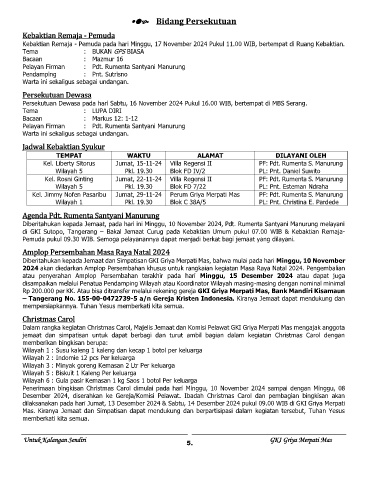 Bidang Persekutuan
Kebaktian Remaja - Pemuda
Kebaktian Remaja - Pemuda pada hari Minggu, 17 November 2024 Pukul 11.00 WIB, bertempat di Ruang Kebaktian.
Tema : BUKAN GPS BIASA
Bacaan : Mazmur 16
Pelayan Firman : Pdt. Rumenta Santyani Manurung
Pendamping : Pnt. Sutrisno
Warta ini sekaligus sebagai undangan.
Persekutuan Dewasa
Persekutuan Dewasa pada hari Sabtu, 16 November 2024 Pukul 16.00 WIB, bertempat di MBS Serang.
Tema : LUPA DIRI
Bacaan : Markus 12: 1-12
Pelayan Firman : Pdt. Rumenta Santyani Manurung
Warta ini sekaligus sebagai undangan.
Jadwal Kebaktian Syukur
TEMPAT WAKTU ALAMAT DILAYANI OLEH
Kel. Liberty Sitorus Jumat, 15-11-24 Villa Regensi II PF: Pdt. Rumenta S. Manurung
Wilayah 5 Pkl. 19.30 Blok FD IV/2 PL: Pnt. Daniel Suwito
Kel. Rosni Ginting Jumat, 22-11-24 Villa Regensi II PF: Pdt. Rumenta S. Manurung
Wilayah 5 Pkl. 19.30 Blok FD 7/22 PL: Pnt. Esteman Ndraha
Kel. Jimmy Nofen Pasaribu Jumat, 29-11-24 Perum Griya Merpati Mas PF: Pdt. Rumenta S. Manurung
Wilayah 1 Pkl. 19.30 Blok C 38A/5 PL: Pnt. Christina E. Pardede
Agenda Pdt. Rumenta Santyani Manurung
Diberitahukan kepada Jemaat, pada hari ini Minggu, 10 November 2024, Pdt. Rumenta Santyani Manurung melayani
di GKI Sutopo, Tangerang – Bakal Jemaat Curug pada Kebaktian Umum pukul 07.00 WIB & Kebaktian Remaja-
Pemuda pukul 09.30 WIB. Semoga pelayanannya dapat menjadi berkat bagi jemaat yang dilayani.
Amplop Persembahan Masa Raya Natal 2024
Diberitahukan kepada Jemaat dan Simpatisan GKI Griya Merpati Mas, bahwa mulai pada hari Minggu, 10 November
2024 akan diedarkan Amplop Persembahan khusus untuk rangkaian kegiatan Masa Raya Natal 2024. Pengembalian
atau penyerahan Amplop Persembahan terakhir pada hari Minggu, 15 Desember 2024 atau dapat juga
disampaikan melalui Penatua Pendamping Wilayah atau Koordinator Wilayah masing-masing dengan nominal minimal
Rp 200.000 per KK. Atau bisa ditransfer melalui rekening gereja GKI Griya Merpati Mas, Bank Mandiri Kisamaun
– Tangerang No. 155-00-0472739-5 a/n Gereja Kristen Indonesia. Kiranya Jemaat dapat mendukung dan
mempersiapkannya. Tuhan Yesus memberkati kita semua.
Christmas Carol
Dalam rangka kegiatan Christmas Carol, Majelis Jemaat dan Komisi Pelawat GKI Griya Merpati Mas mengajak anggota
jemaat dan simpatisan untuk dapat berbagi dan turut ambil bagian dalam kegiatan Christmas Carol dengan
memberikan bingkisan berupa:
Wilayah 1 : Susu kaleng 1 kaleng dan kecap 1 botol per keluarga
Wilayah 2 : Indomie 12 pcs Per keluarga
Wilayah 3 : Minyak goreng Kemasan 2 Ltr Per keluarga
Wilayah 5 : Biskuit 1 Kaleng Per keluarga
Wilayah 6 : Gula pasir Kemasan 1 kg Saos 1 botol Per keluarga
Penerimaan bingkisan Christmas Carol dimulai pada hari Minggu, 10 November 2024 sampai dengan Minggu, 08
Desember 2024, diserahkan ke Gereja/Komisi Pelawat. Ibadah Christmas Carol dan pembagian bingkisan akan
dilaksanakan pada hari Jumat, 13 Desember 2024 & Sabtu, 14 Desember 2024 pukul 09.00 WIB di GKI Griya Merpati
Mas. Kiranya Jemaat dan Simpatisan dapat mendukung dan berpartisipasi dalam kegiatan tersebut, Tuhan Yesus
memberkati kita semua.
Untuk Kalangan Sendiri GKI Griya Merpati Mas
5.